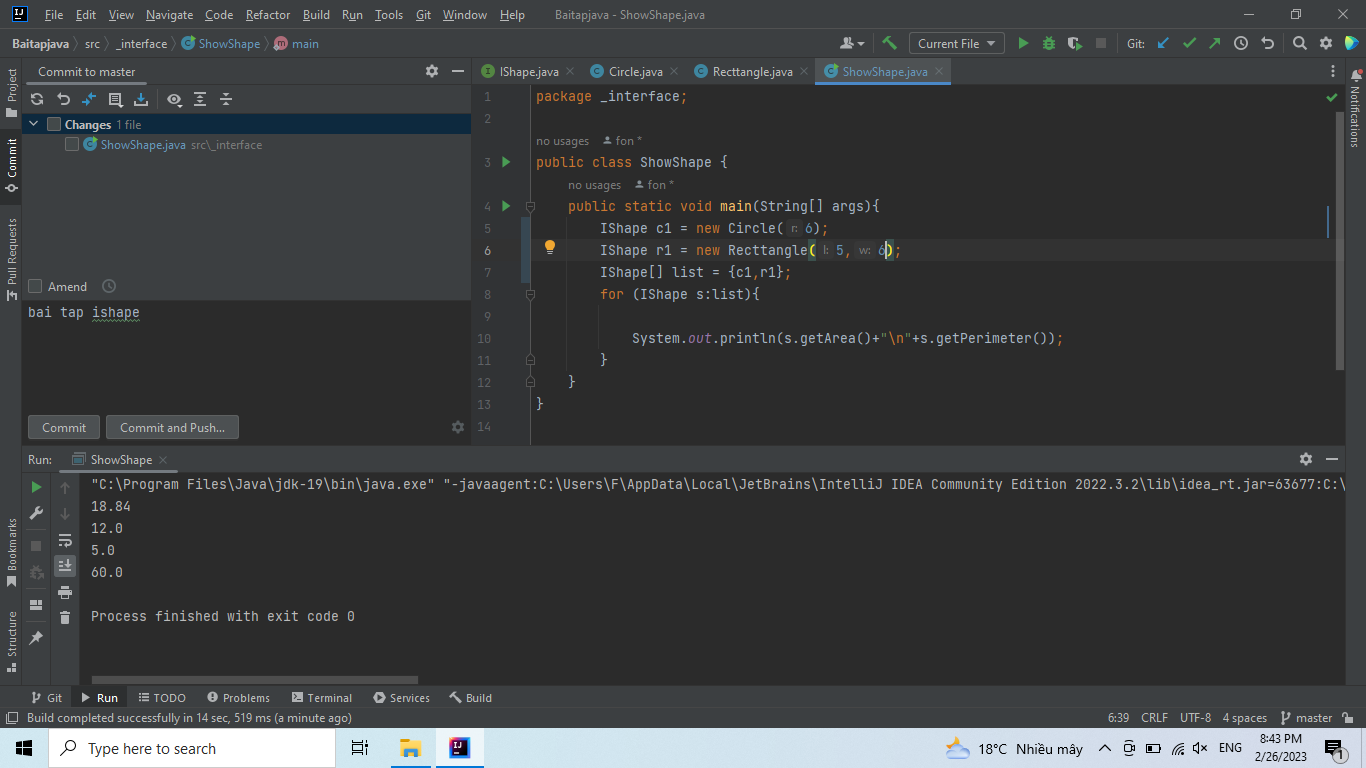 File Edit View Navigate Code Refactor Build Run Tools Git Window Help Baitapjava - ShowShape.java
Baitapjava src _interface ShowShape main Current File Git:
Commit to master
IShape.java Circle.java Recttangle.java ShowShape.java
Project
Commit
Pull Requests
Bookmarks
Structure
Notifications
Changes 1 file
ShowShape.java src\_interface
Amend
bai tap ishape
Commit Commit and Push...
1 package _interface;
2
no usages fon *
3 public class ShowShape {
no usages fon *
4 public static void main(String[] args){
5 IShape c1 = new Circle( r: 6);
6 IShape r1 = new Recttangle( l: 5, w: 6);
7 IShape[] list = {c1,r1};
8 for (IShape s:list){
9
10 System.out.println(s.getArea()+"\n"+s.getPerimeter());
11 }
12 }
13 }
14
Run: ShowShape
"C:\Program Files\Java\jdk-19\bin\java.exe" "-javaagent:C:\Users\F\AppData\Local\JetBrains\IntelliJ IDEA Community Edition 2022.3.2\lib\idea_rt.jar=63677:C:\
18.84
12.0
5.0
60.0
Process finished with exit code 0
Git Run TODO Problems Terminal Services Build
Build completed successfully in 14 sec, 519 ms (a minute ago) 6:39 CRLF UTF-8 4 spaces master
Type here to search
18°C Nhiều mây ENG
8:43 PM
2/26/2023
1